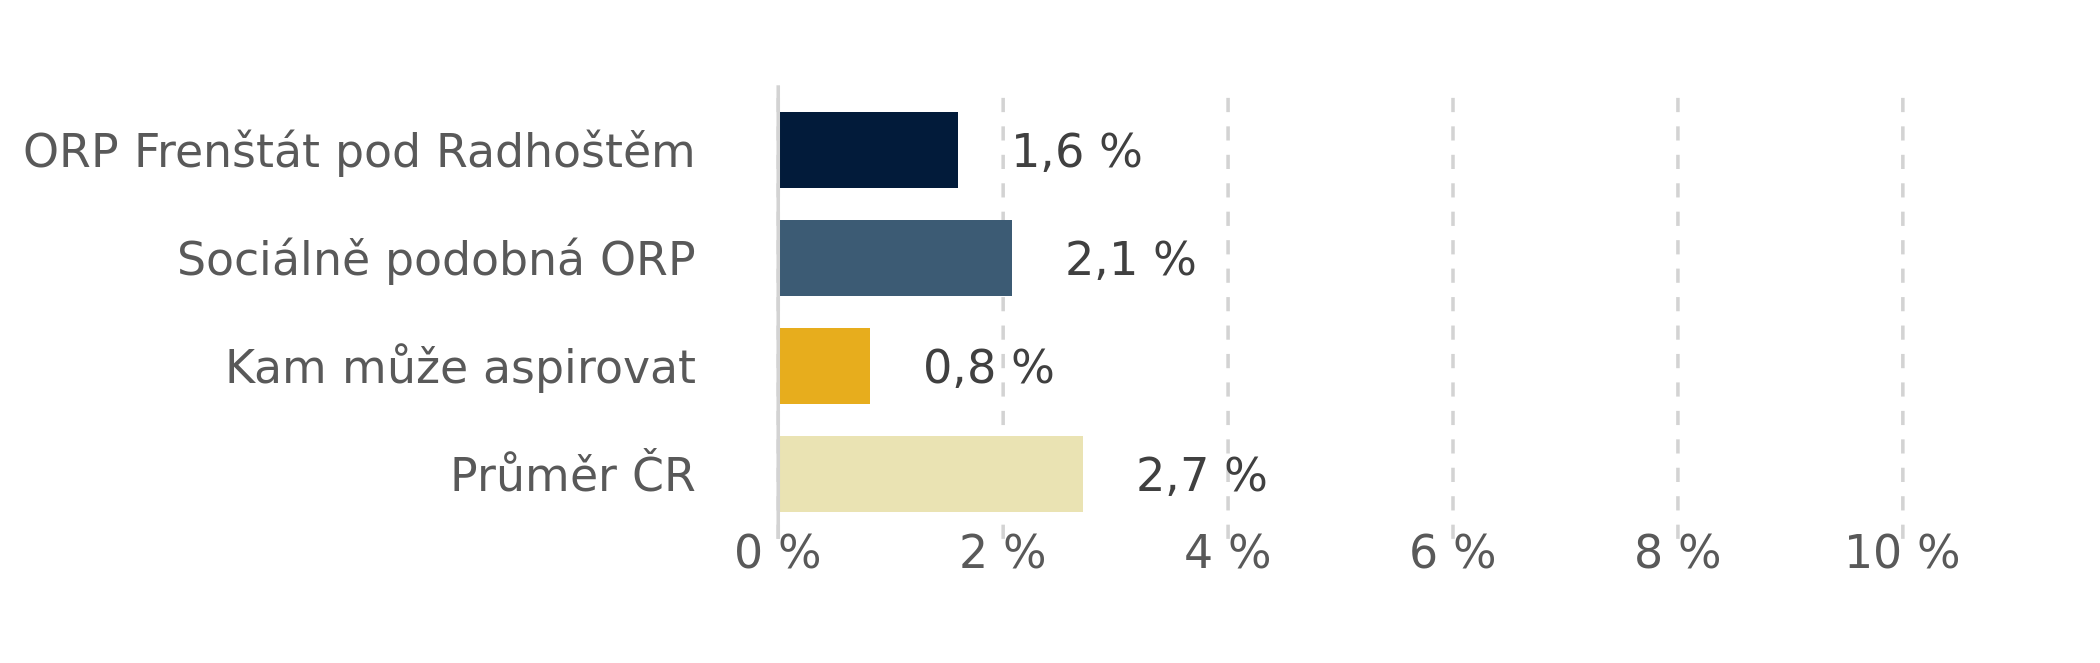 ORP Frenštát pod Radhoštěm 1,6 %
Sociálně podobná ORP 2,1 %
Kam může aspirovat 0,8 %
Průměr ČR 2,7 %
0 % 2 % 4 % 6 % 8 % 10 %